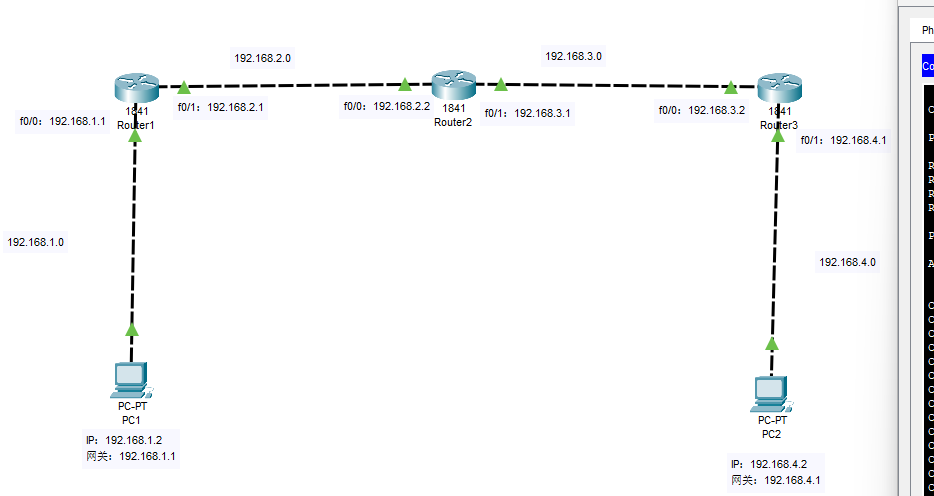 Ph
192.168.2.0
192.168.3.0
Co
1841
Router1
f0/0：192.168.1.1
f0/1：192.168.2.1
f0/0：192.168.2.2
1841
Router2
f0/1：192.168.3.1
f0/0：192.168.3.2
1841
Router3
f0/1：192.168.4.1
192.168.1.0
192.168.4.0
PC-PT
PC1
IP：192.168.1.2
网关：192.168.1.1
PC-PT
PC2
IP：192.168.4.2
网关：192.168.4.1